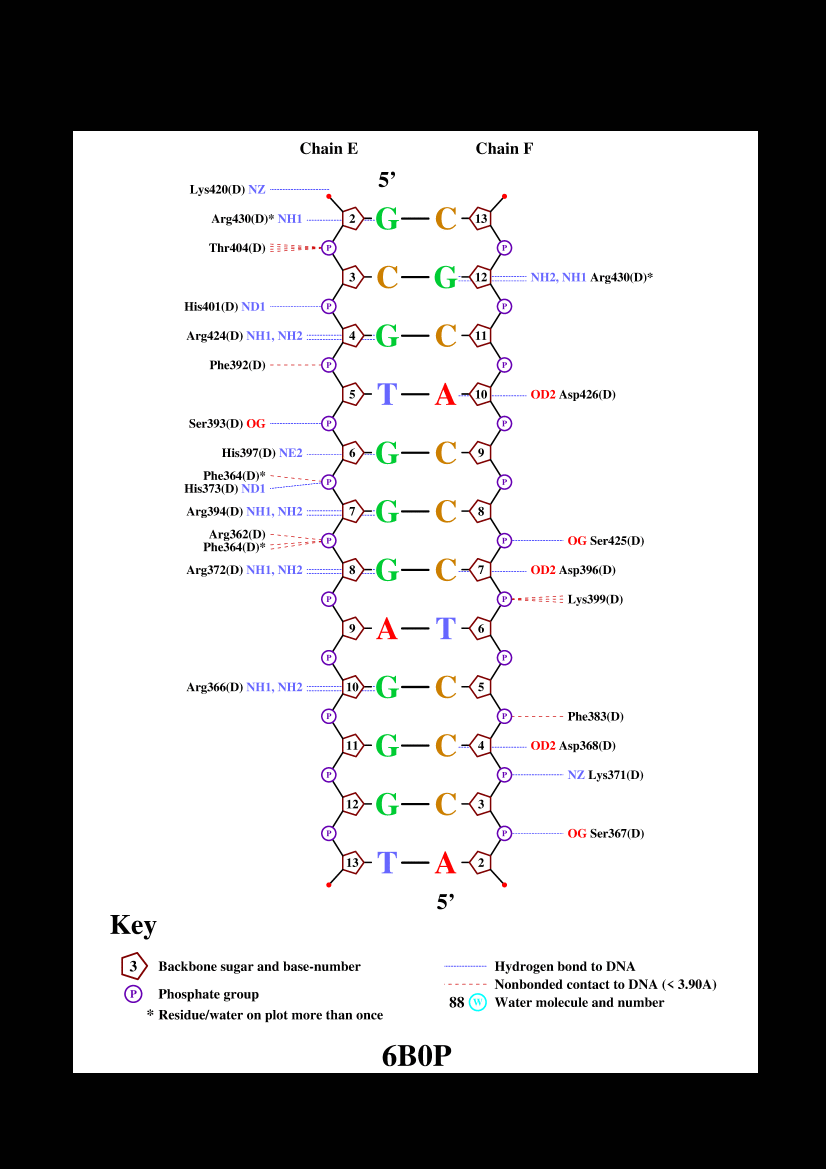 Chain E Chain F
5’
Lys420(D) NZ
Arg430(D)* NH1 2 G C 13
Thr404(D) P P
3 C G 12 NH2, NH1 Arg430(D)*
His401(D) ND1 P P
Arg424(D) NH1, NH2 4 G C 11
Phe392(D) P P
5 T A 10 OD2 Asp426(D)
Ser393(D) OG P P
His397(D) NE2 6 G C 9
Phe364(D)*
His373(D) ND1 P P
Arg394(D) NH1, NH2 7 G C 8
Arg362(D)
Phe364(D)* P P OG Ser425(D)
Arg372(D) NH1, NH2 8 G C 7 OD2 Asp396(D)
P P Lys399(D)
9 A T 6
P P
Arg366(D) NH1, NH2 10 G C 5
P P Phe383(D)
11 G C 4 OD2 Asp368(D)
P P NZ Lys371(D)
12 G C 3
P P OG Ser367(D)
13 T A 2
5’
Key
3 Backbone sugar and base-number
P Phosphate group
* Residue/water on plot more than once
Hydrogen bond to DNA
Nonbonded contact to DNA (< 3.90A)
88 W Water molecule and number
6B0P